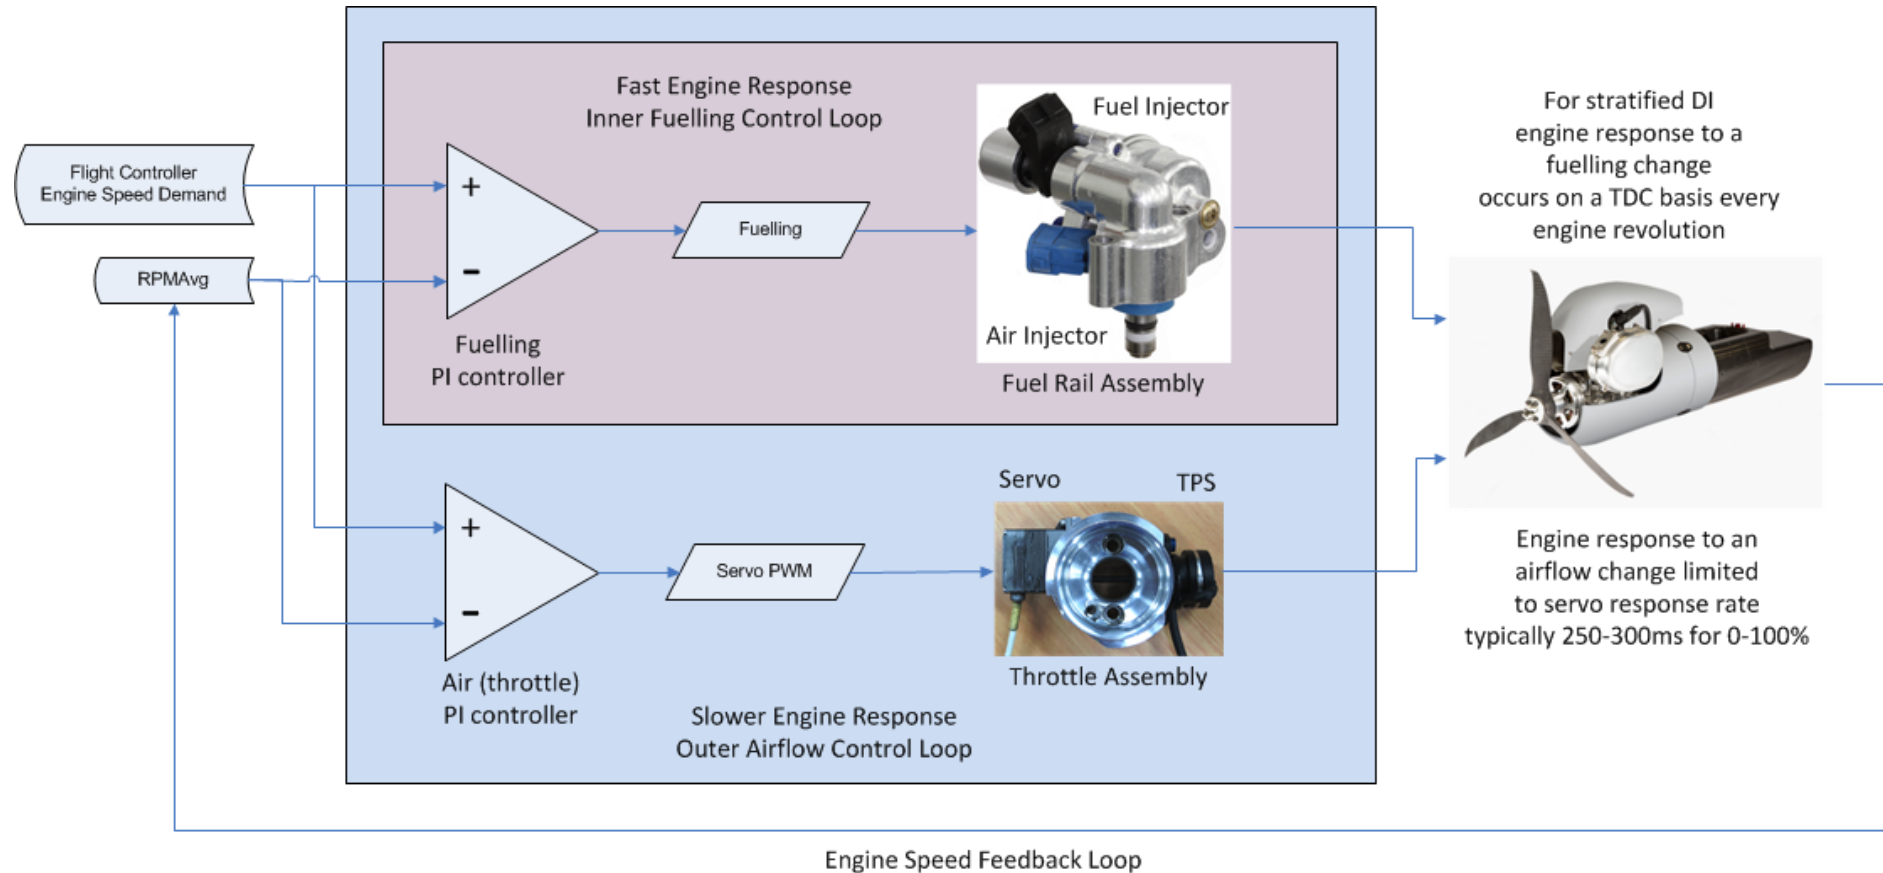 Fast Engine Response
Inner Fuelling Control Loop
Flight Controller
Engine Speed Demand
RPMAvg
+
-
Fuelling
PI controller
Fuelling
Fuel Injector
Air Injector
Fuel Rail Assembly
For stratified DI
engine response to a
fuelling change
occurs on a TDC basis every
engine revolution
+
-
Air (throttle)
PI controller
Servo PWM
Servo
TPS
Throttle Assembly
Slower Engine Response
Outer Airflow Control Loop
Engine response to an
airflow change limited
to servo response rate
typically 250-300ms for 0-100%
Engine Speed Feedback Loop